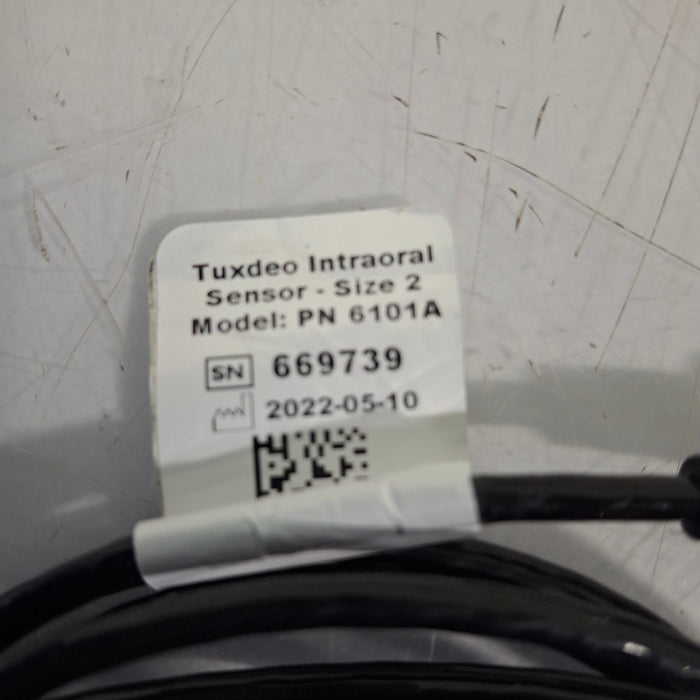 Tuxdeo Intraoral
Sensor - Size 2
Model: PN 6101A
SN 669739
2022-05-10